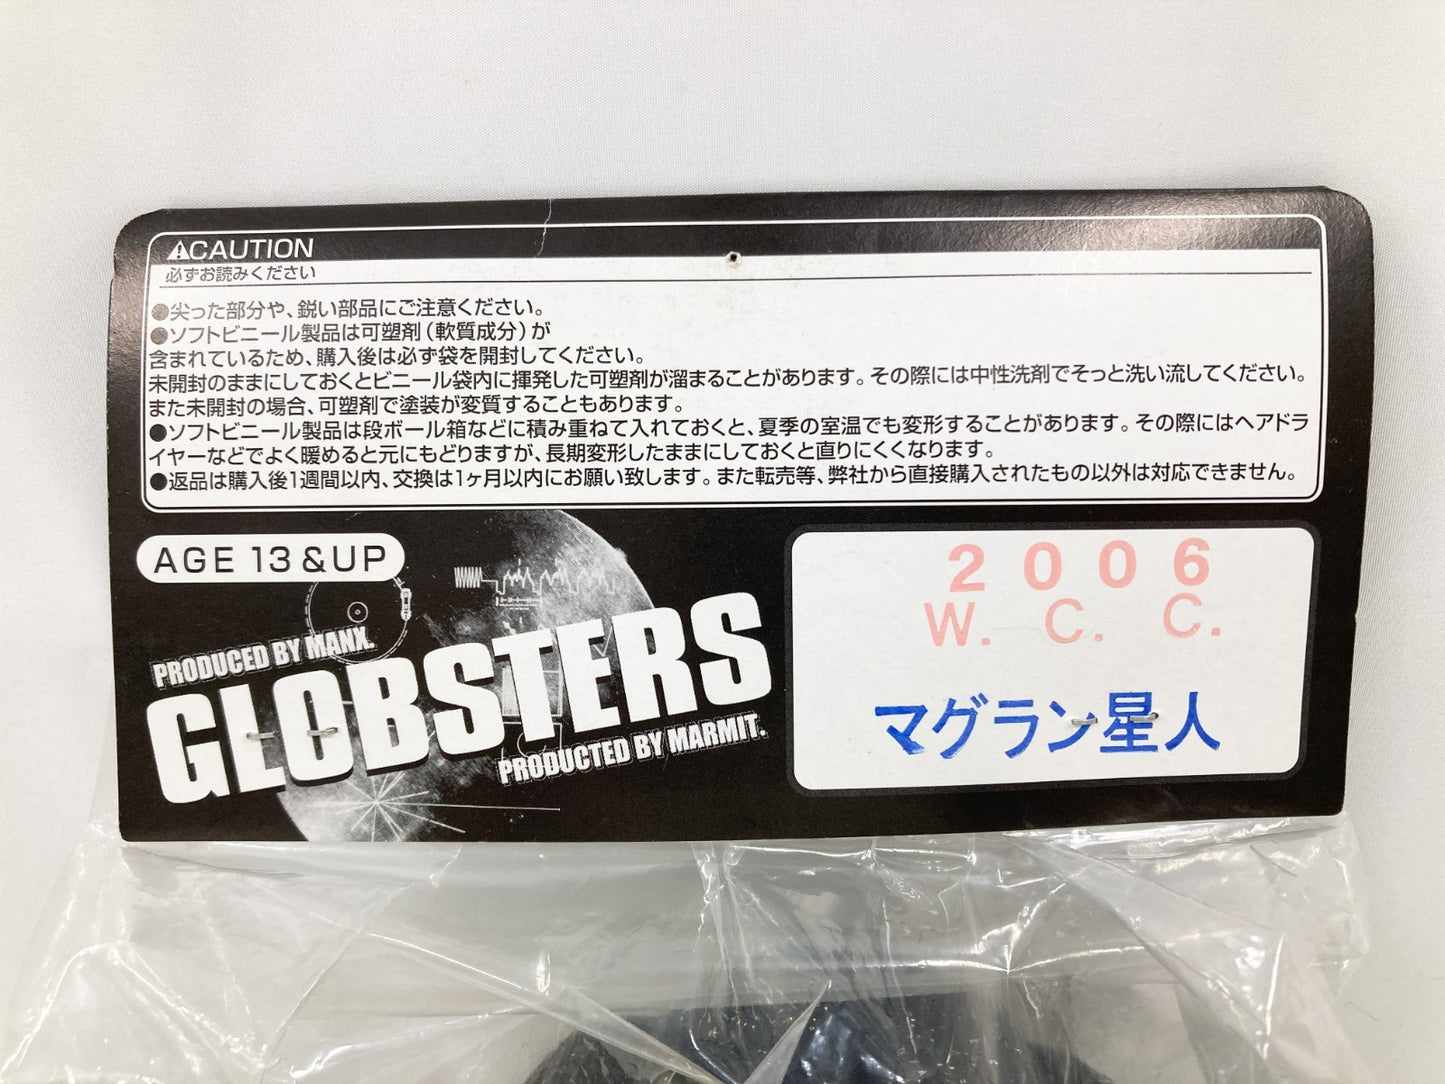 ⚠CAUTION
必ずお読みください
●尖った部分や、鋭い部品にご注意ください。
●ソフトビニール製品は可塑剤(軟質成分)が
含まれているため、購入後は必ず袋を開封してください。
未開封のままにしておくとビニール袋内に揮発した可塑剤が溜まることがあります。その際には中性洗剤でそっと洗い流してください。
また未開封の場合、可塑剤で塗装が変質することもあります。
●ソフトビニール製品は段ボール箱などに積み重ねて入れておくと、夏季の室温でも変形することがあります。その際にはヘアドラ
イヤーなどでよく暖めると元にもどりますが、長期変形したままにしておくと直りにくくなります。
●返品は購入後1週間以内、交換は1ヶ月以内にお願い致します。また転売等、弊社から直接購入されたもの以外は対応できません。
AGE 13 & UP
PRODUCED BY MANX.
GLOBSTERS
PRODUCTED BY MARMIT.
2006
W. C. C.
マグラン星人